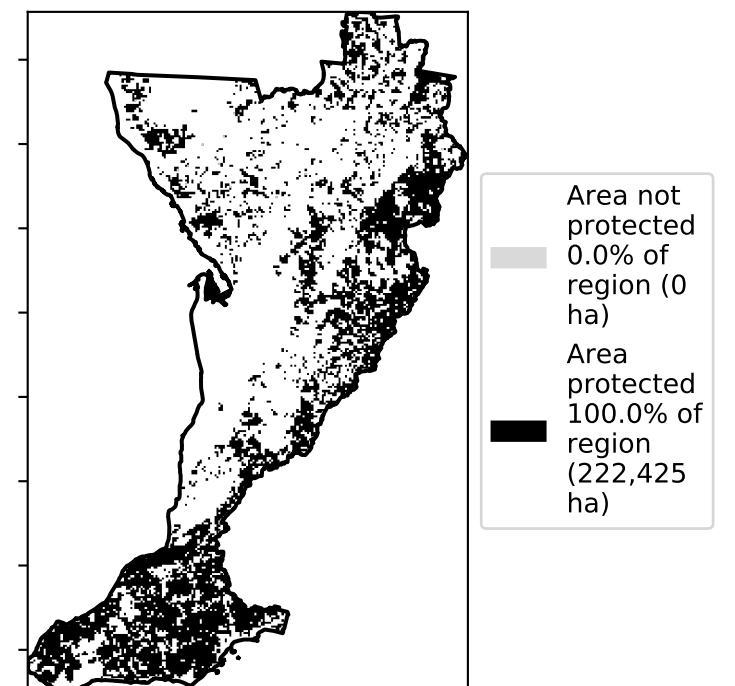 Area not
protected
0.0% of
region (0
ha)
Area
protected
100.0% of
region
(222,425
ha)